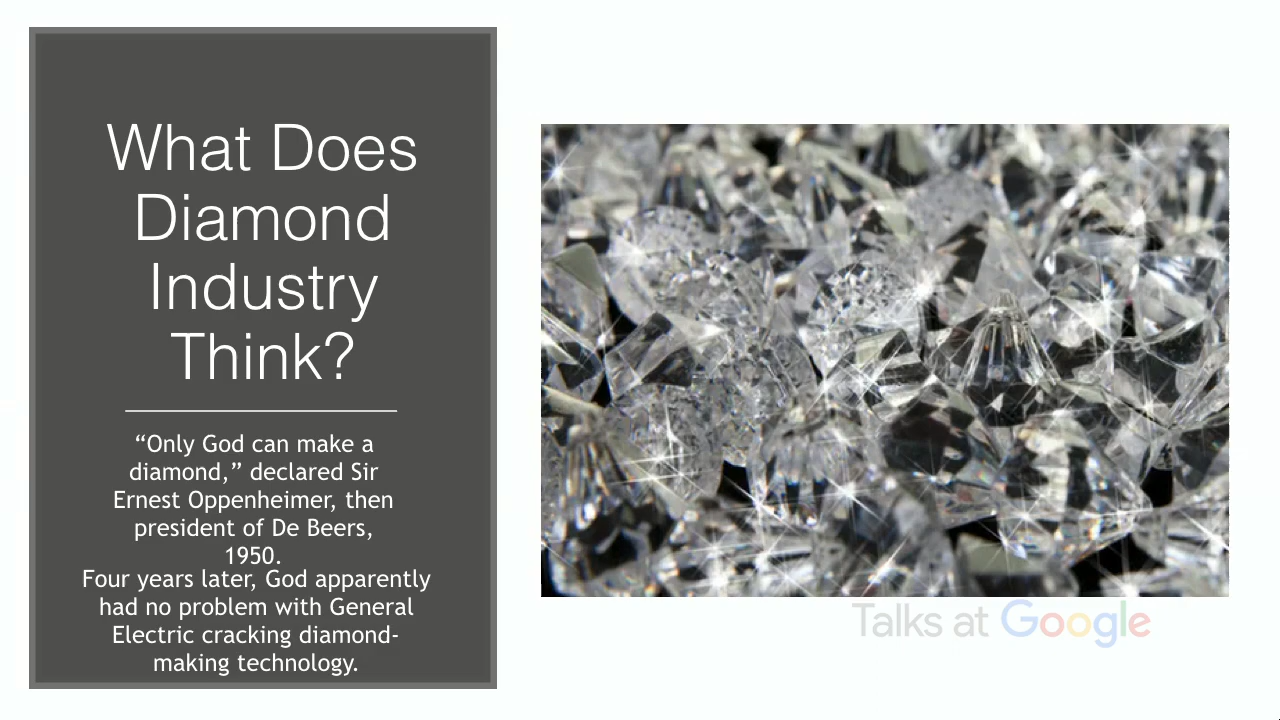 What Does
Diamond
Industry
Think?
“Only God can make a
diamond,” declared Sir
Ernest Oppenheimer, then
president of De Beers,
1950.
Four years later, God apparently
had no problem with General
Electric cracking diamond-
making technology.
Talks at Google